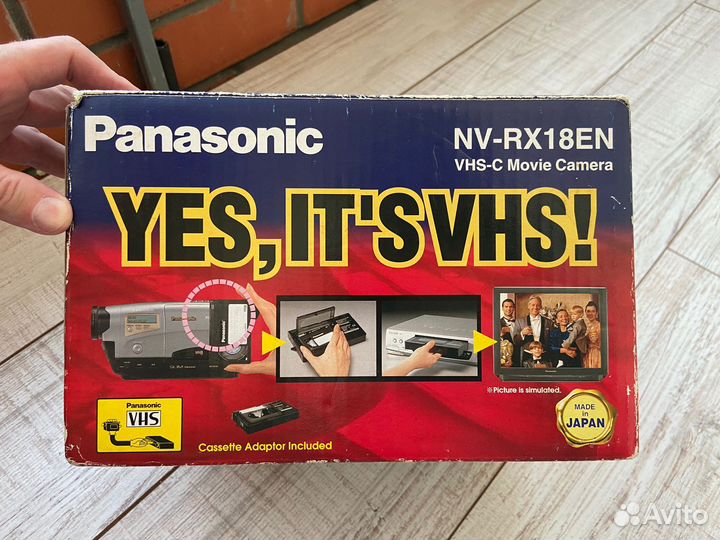 Panasonic
NV-RX18EN
VHS-C Movie Camera
YES, IT'S VHS!
Panasonic
※Picture is simulated.
Panasonic
VHS
Cassette Adaptor Included
MADE
in
JAPAN
Avito